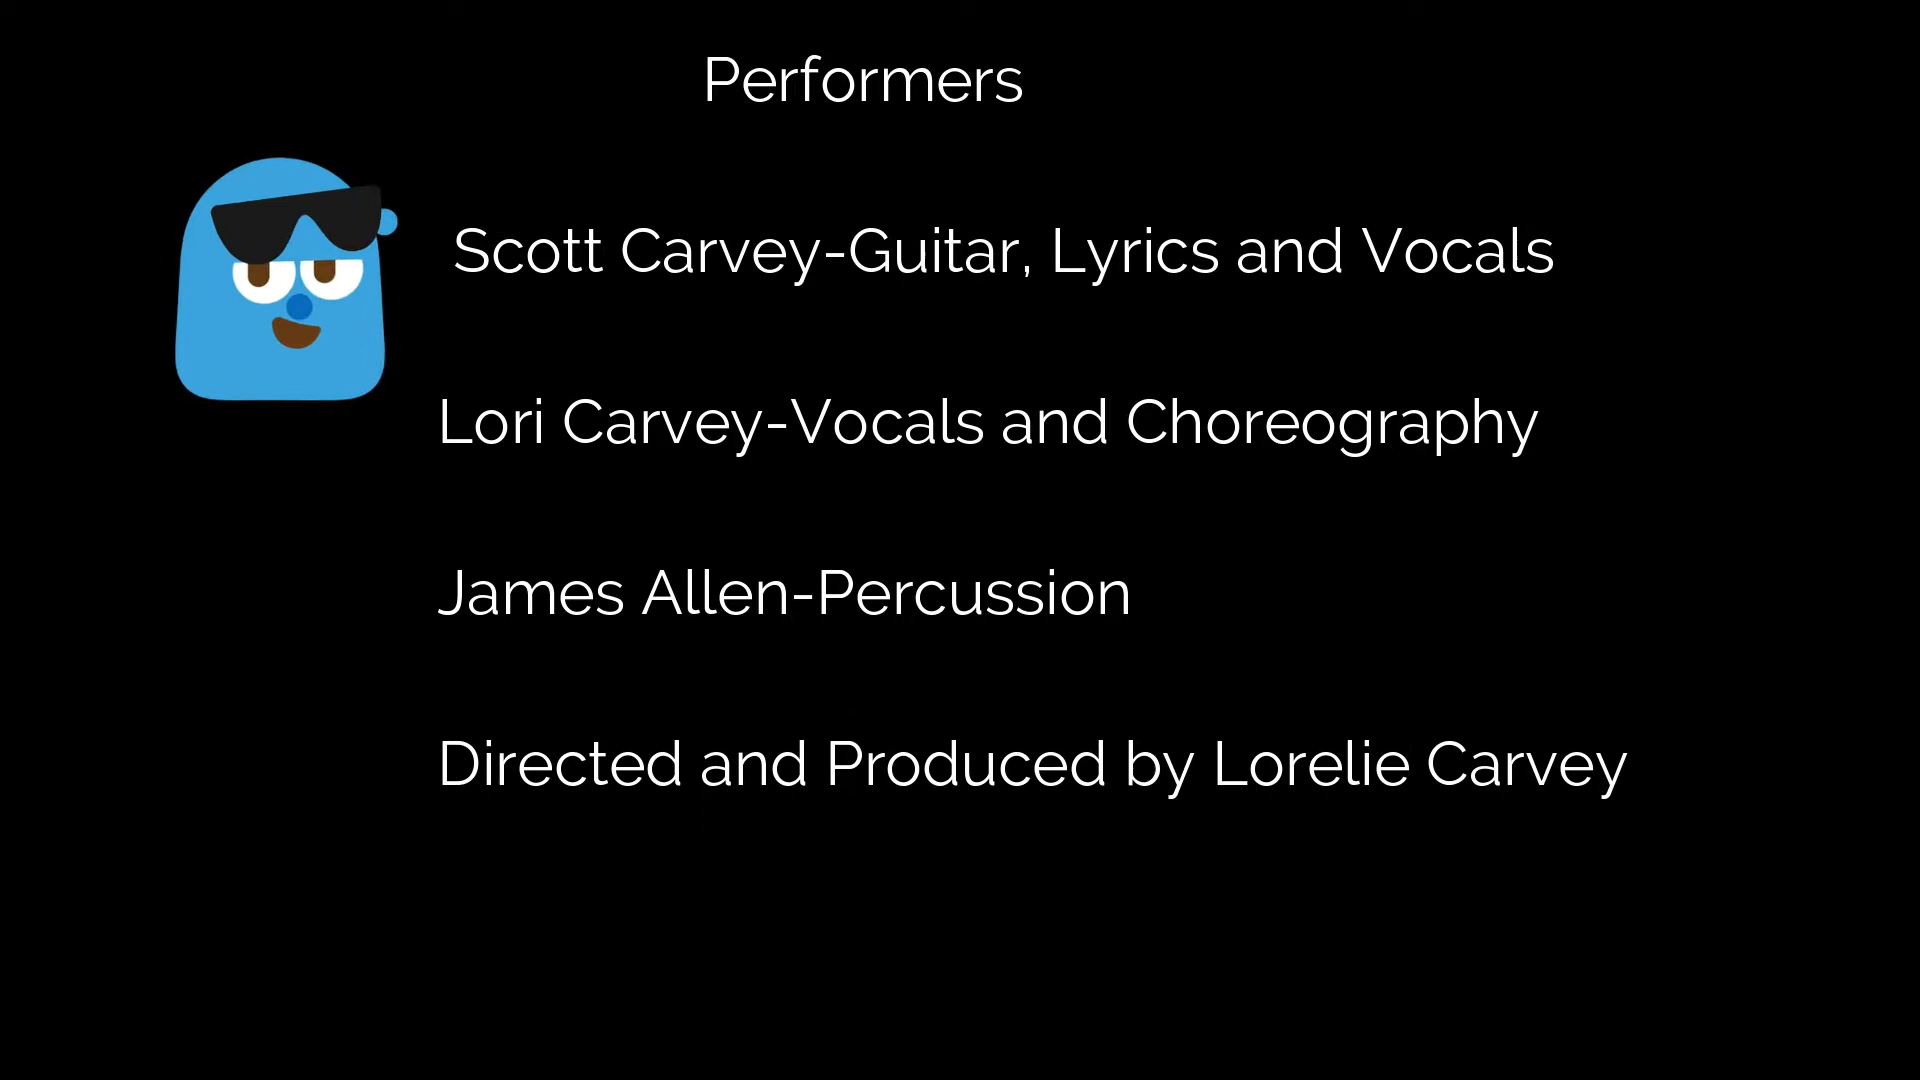 Performers
Scott Carvey-Guitar, Lyrics and Vocals
Lori Carvey-Vocals and Choreography
James Allen-Percussion
Directed and Produced by Lorelie Carvey